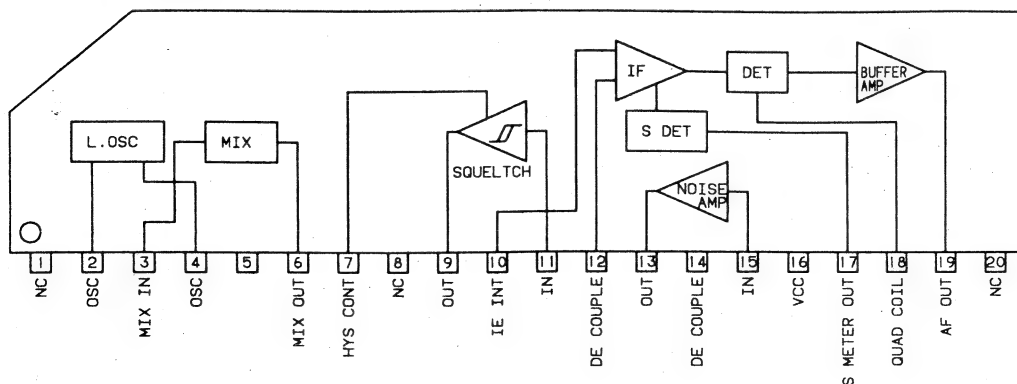 IF
DET
BUFFER
AMP
S DET
L.OSC
MIX
SQUELTCH
NOISE
AMP
1 2 3 4 5 6 7 8 9 10 11 12 13 14 15 16 17 18 19 20
NC
OSC
MIX IN
OSC
MIX OUT
HYS CONT
NC
OUT
IE INT
IN
DE COUPLE
OUT
DE COUPLE
IN
VCC
S METER OUT
QUAD COIL
AF OUT
NC